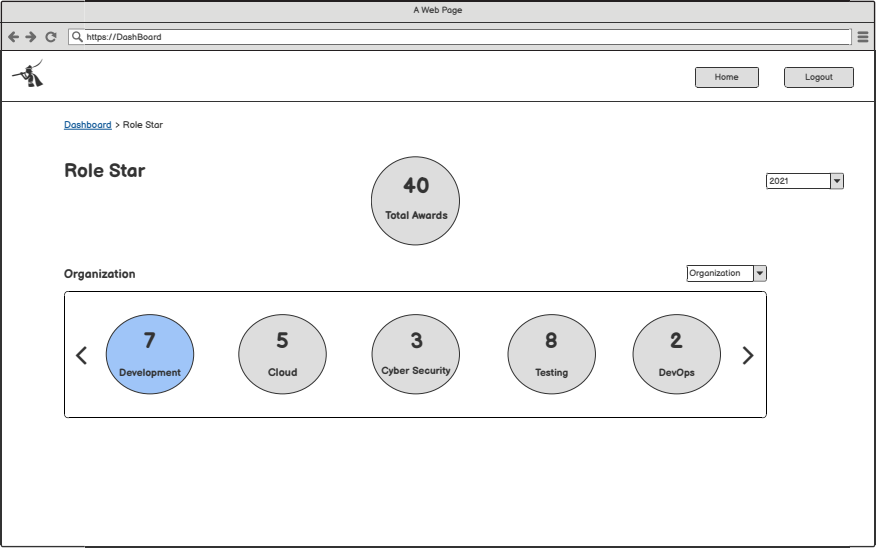 A Web Page
https://DashBoard
Home
Logout
Dashboard > Role Star
Role Star
40
Total Awards
2021
Organization
Organization
7
Development
5
Cloud
3
Cyber Security
8
Testing
2
DevOps